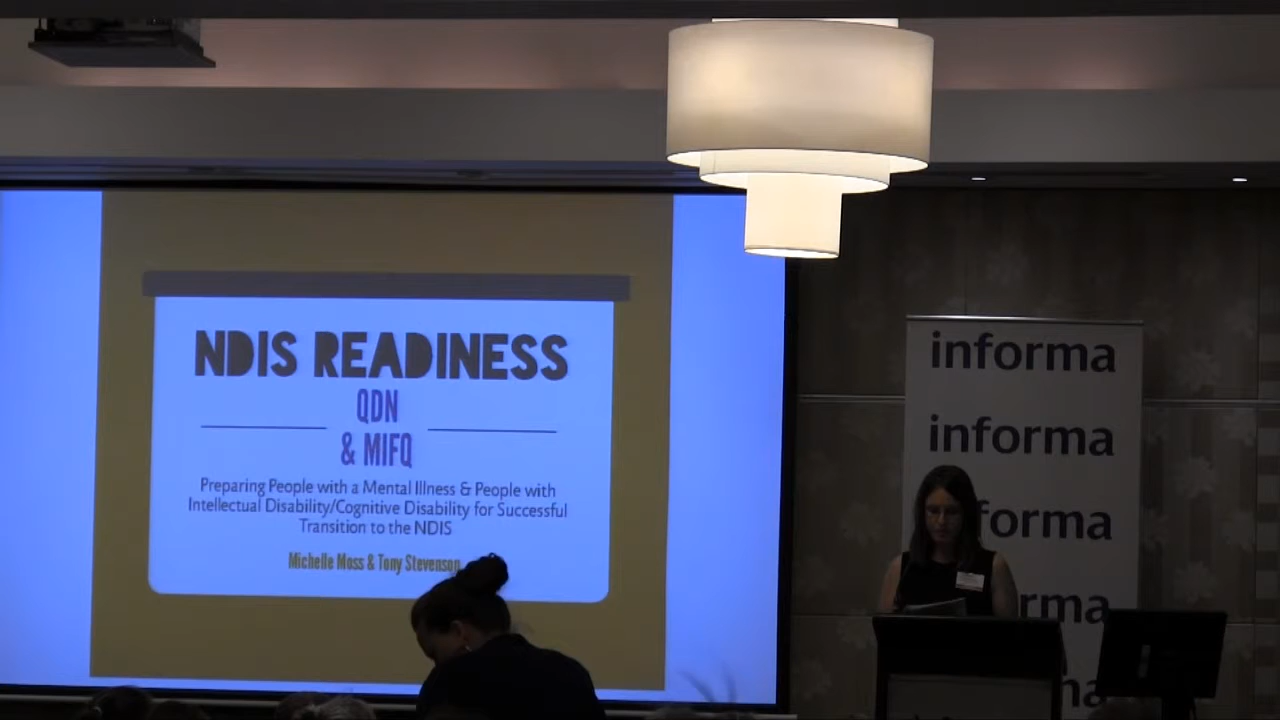 NDIS READINESS
QDN
& MIFQ
Preparing People with a Mental Illness & People with
Intellectual Disability/Cognitive Disability for Successful
Transition to the NDIS
Michelle Moss & Tony Stevenson
informa
informa
forma
rma
na